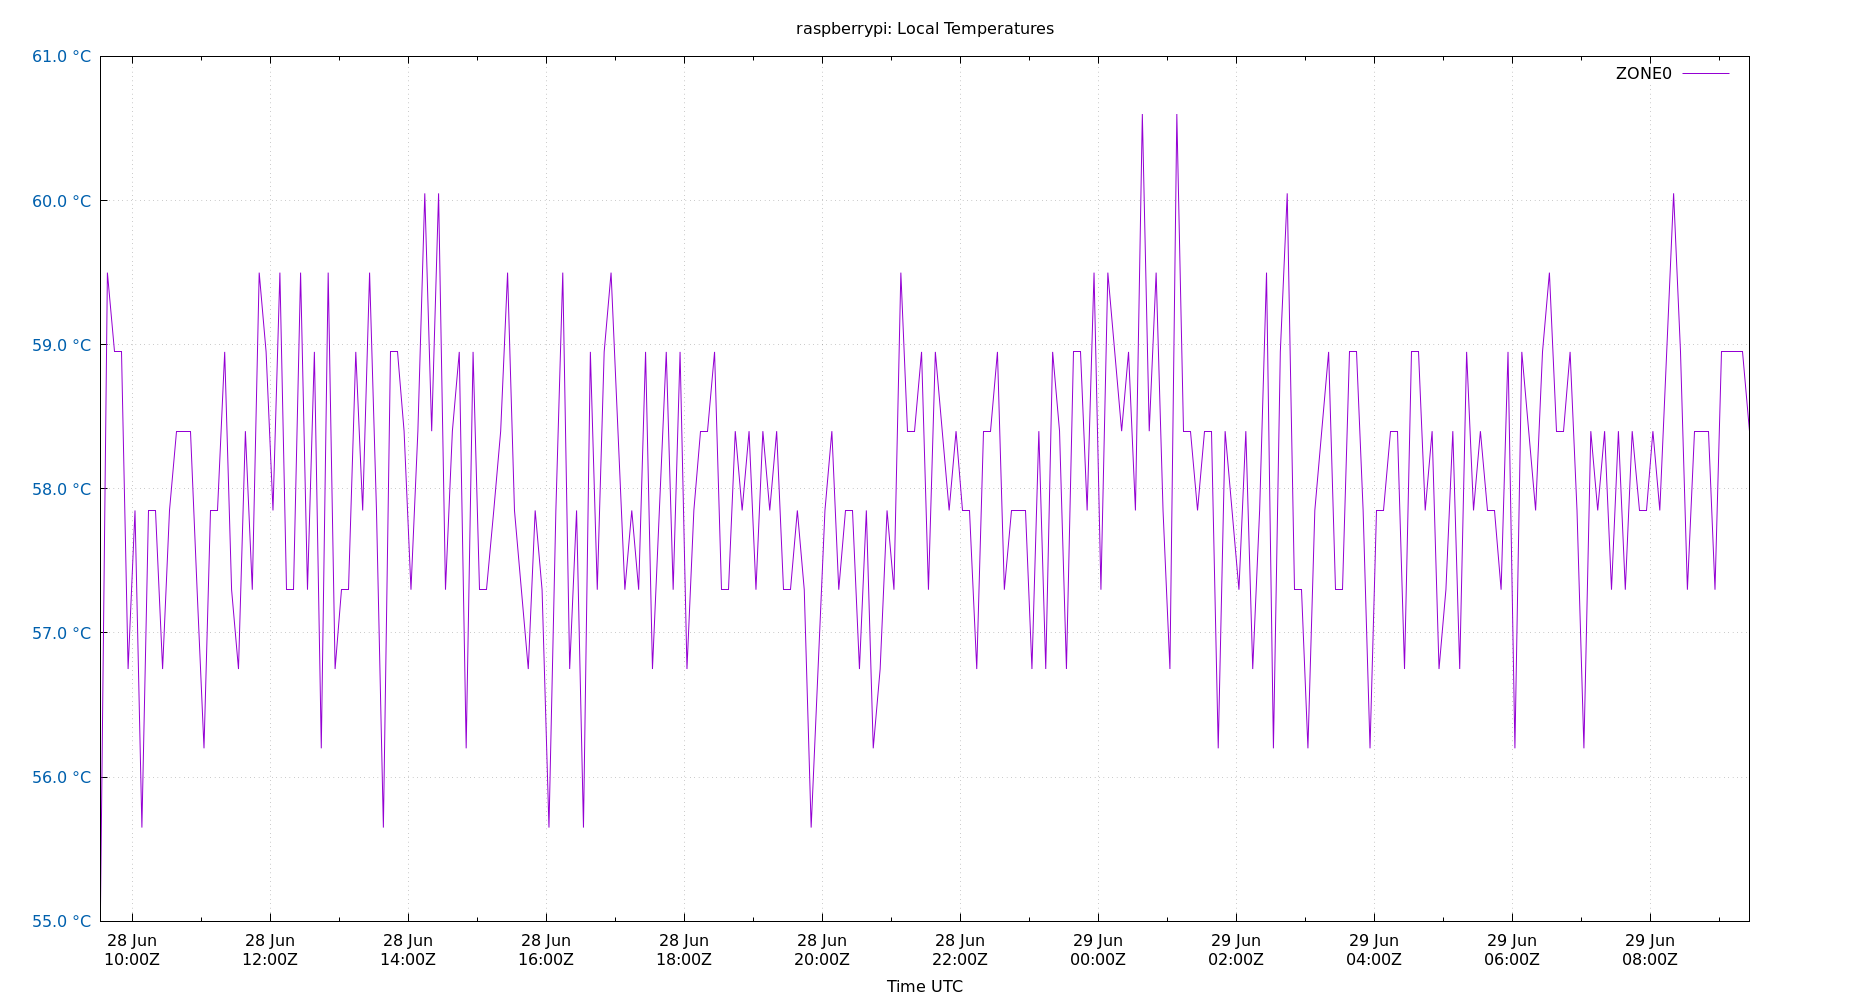 raspberrypi: Local Temperatures
61.0 °C
60.0 °C
59.0 °C
58.0 °C
57.0 °C
56.0 °C
55.0 °C
ZONE0
28 Jun 28 Jun 28 Jun 28 Jun 28 Jun 28 Jun 28 Jun 29 Jun 29 Jun 29 Jun 29 Jun 29 Jun
10:00Z 12:00Z 14:00Z 16:00Z 18:00Z 20:00Z 22:00Z 00:00Z 02:00Z 04:00Z 06:00Z 08:00Z
Time UTC